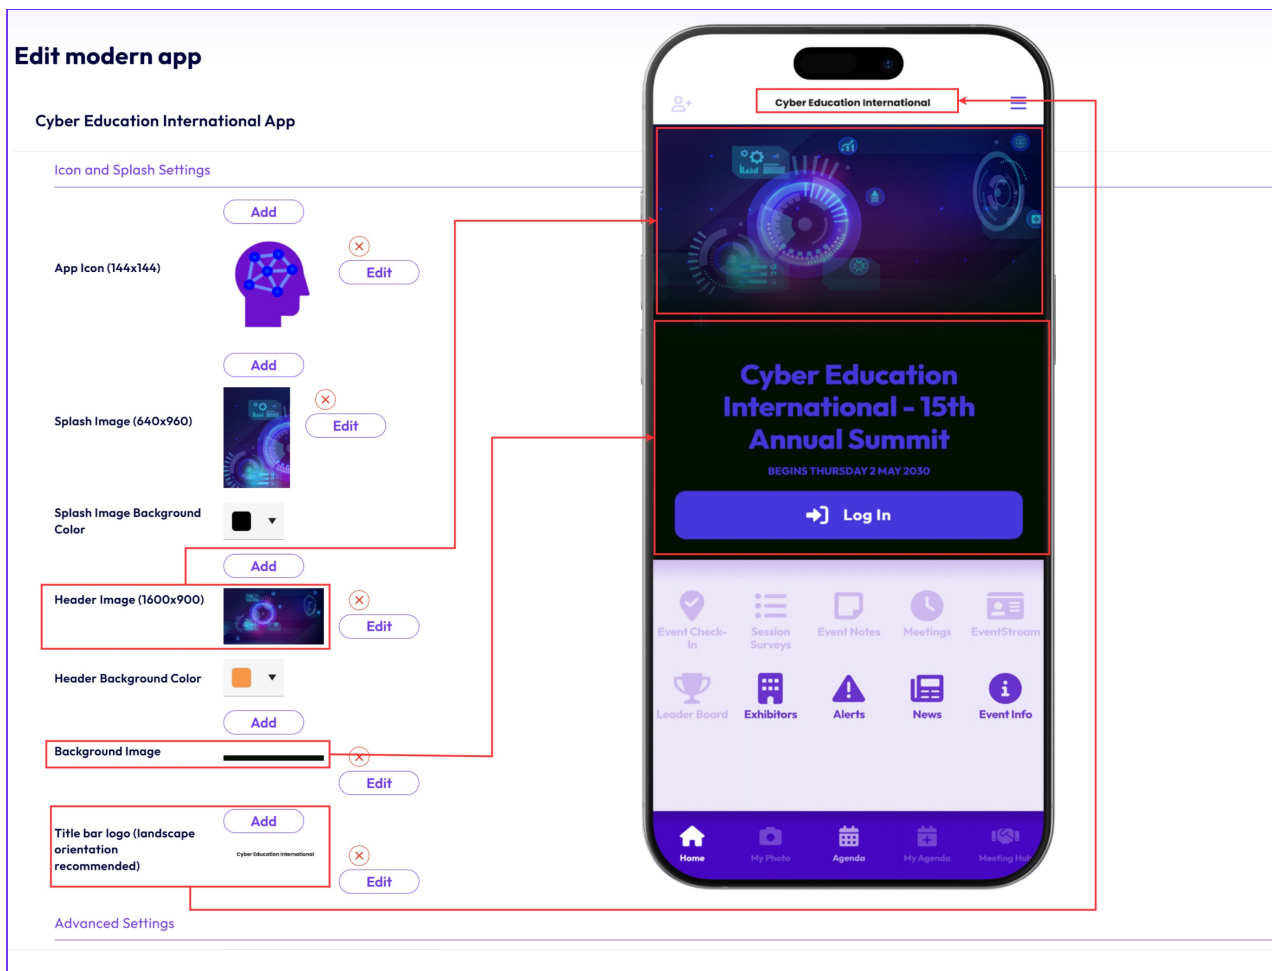 Edit modern app
Cyber Education International App
Icon and Splash Settings
Add
App Icon (144x144)
Edit
Add
Splash Image (640x960)
Edit
Splash Image Background
Color
Add
Header Image (1600x900)
Edit
Header Background Color
Add
Background Image
Edit
Add
Title bar logo (landscape
orientation
recommended)
Cyber Education International
Edit
Advanced Settings
Cyber Education International
Cyber Education
International - 15th
Annual Summit
BEGINS THURSDAY 2 MAY 2030
Log In
Event Check-
In
Session
Surveys
Event Notes
Meetings
EventStream
Leader Board
Exhibitors
Alerts
News
Event Info
Home
My Photo
Agenda
My Agenda
Meeting Hub